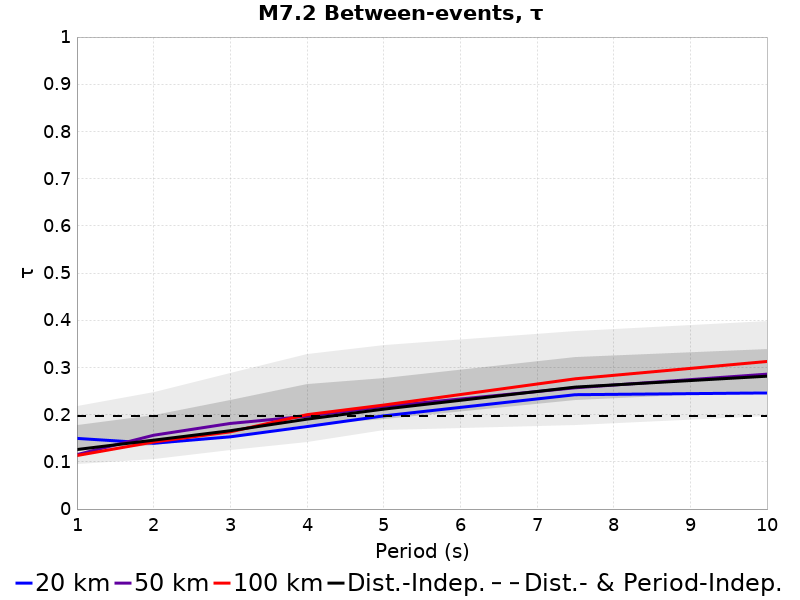 M7.2 Between-events, τ
1
0.9
0.8
0.7
0.6
0.5
0.4
0.3
0.2
0.1
0
τ
1 2 3 4 5 6 7 8 9 10
Period (s)
20 km 50 km 100 km Dist.-Indep. Dist.- & Period-Indep.